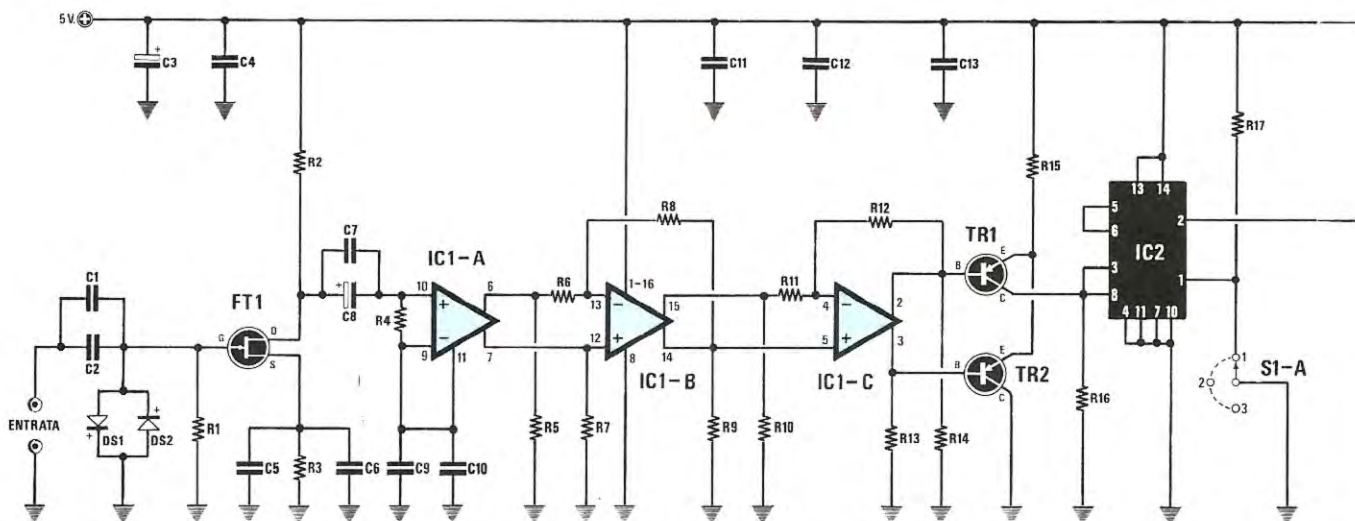 5 V.
C3
C4
C11
C12
C13
R2
R17
R15
13 14
5
6
2
IC2
3
8
1
4 11 7 10
R8
R12
TR1
B
E
C
C7
C8
IC1-A
10
6
9
11
7
R4
R6
13
1-16
15
12
8
14
IC1-B
R11
4
2
5
3
IC1-C
B
E
C
TR2
C1
C2
FT1
G
D
S
ENTRATA
DS1
DS2
R1
C5
R3
C6
C9
C10
R5
R7
R9
R10
R13
R14
R16
1
2
3
S1-A